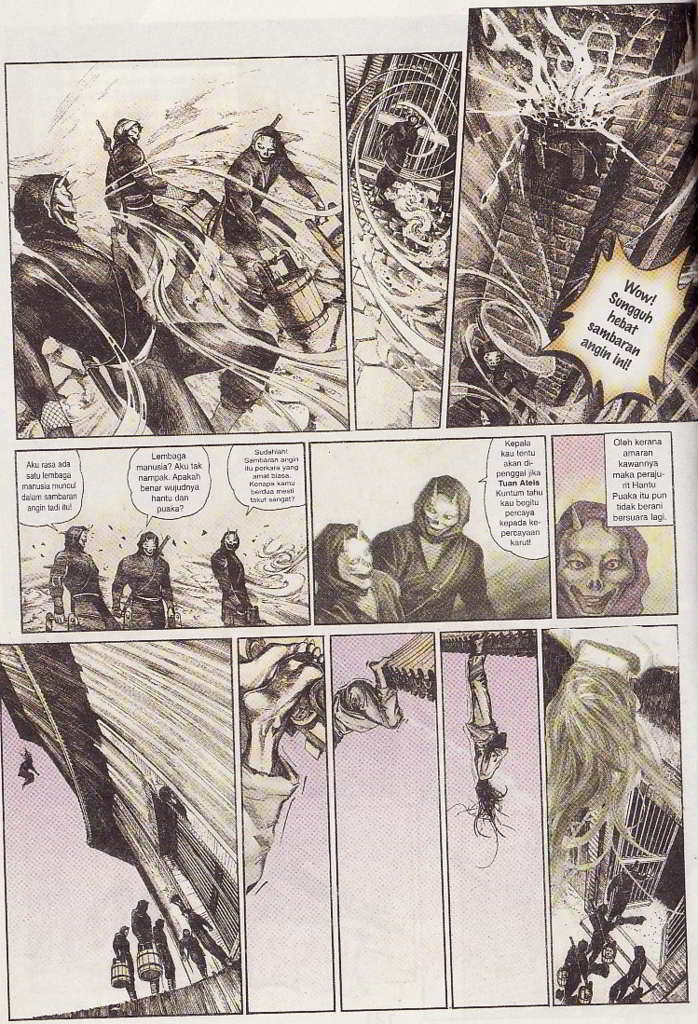 Wow!
Sungguh
hebat
sambaran
angin ini!
Aku rasa ada
satu lembaga
manusia muncul
dalam sambaran
angin tadi itu!
Lembaga
manusia? Aku tak
nampak. Apakah
benar wujudnya
hantu dan
puaka?
Sudahlah!
Sambaran angin
itu perkara yang
amat biasa.
Kenapa kamu
berdua mesti
takut sangat?
Kepala
kau tentu
akan di-
penggal jika
Tuan Ateis
Kuntum tahu
kau begitu
percaya
kepada ke-
percayaan
karut!
Oleh kerana
amaran
kawannya
maka peraju-
rit Hantu
Puaka itu pun
tidak berani
bersuara lagi.